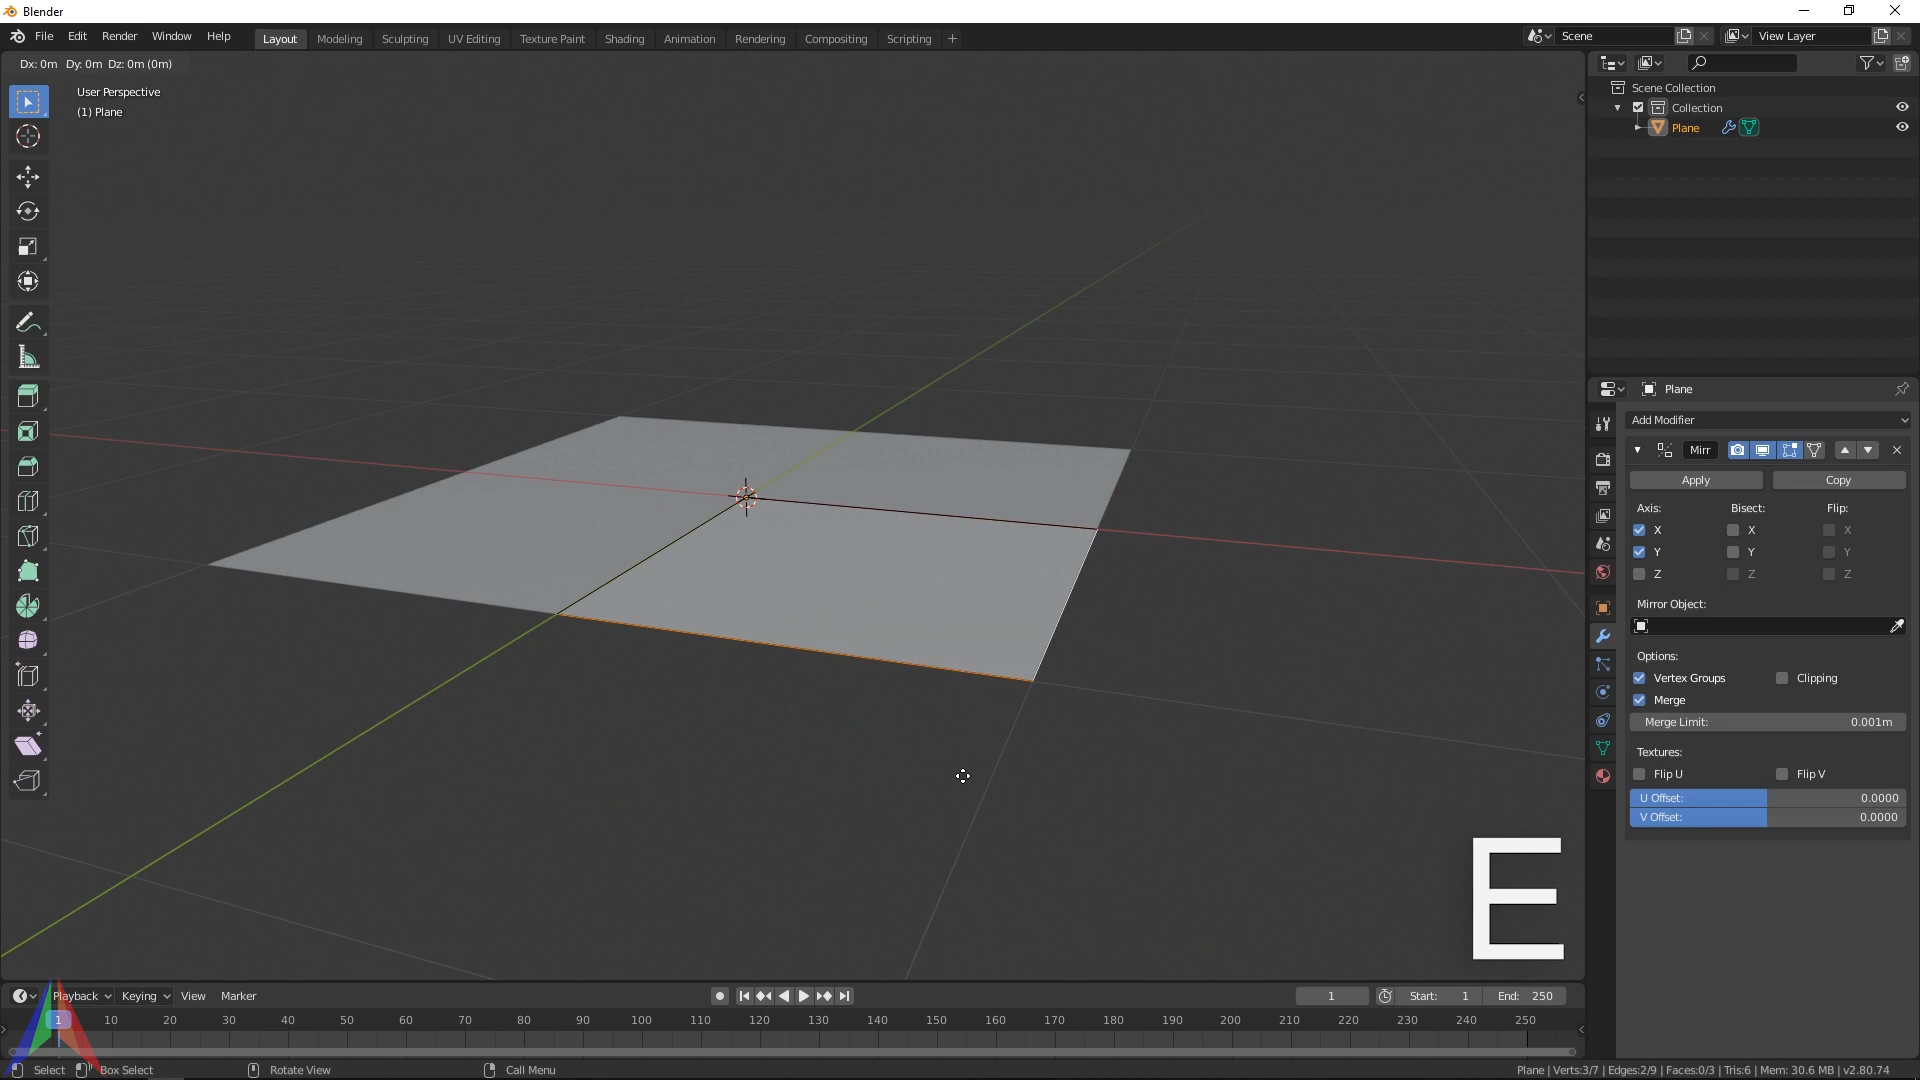 Blender
File Edit Render Window Help Layout Modeling Sculpting UV Editing Texture Paint Shading Animation Rendering Compositing Scripting + Scene View Layer
Dx: 0m Dy: 0m Dz: 0m (0m)
User Perspective
(1) Plane
Scene Collection
Collection
Plane
Plane
Add Modifier
Mirr
Apply Copy
Axis: Bisect: Flip:
X X X
Y Y Y
Z Z Z
Mirror Object:
Options:
Vertex Groups Clipping
Merge
Merge Limit: 0.001m
Textures:
Flip U Flip V
U Offset: 0.0000
V Offset: 0.0000
E
Playback Keying View Marker 1 Start: 1 End: 250
1 10 20 30 40 50 60 70 80 90 100 110 120 130 140 150 160 170 180 190 200 210 220 230 240 250
Select Box Select Rotate View Call Menu Plane | Verts:3/7 | Edges:2/9 | Faces:0/3 | Tris:6 | Mem: 30.6 MB | v2.80.74